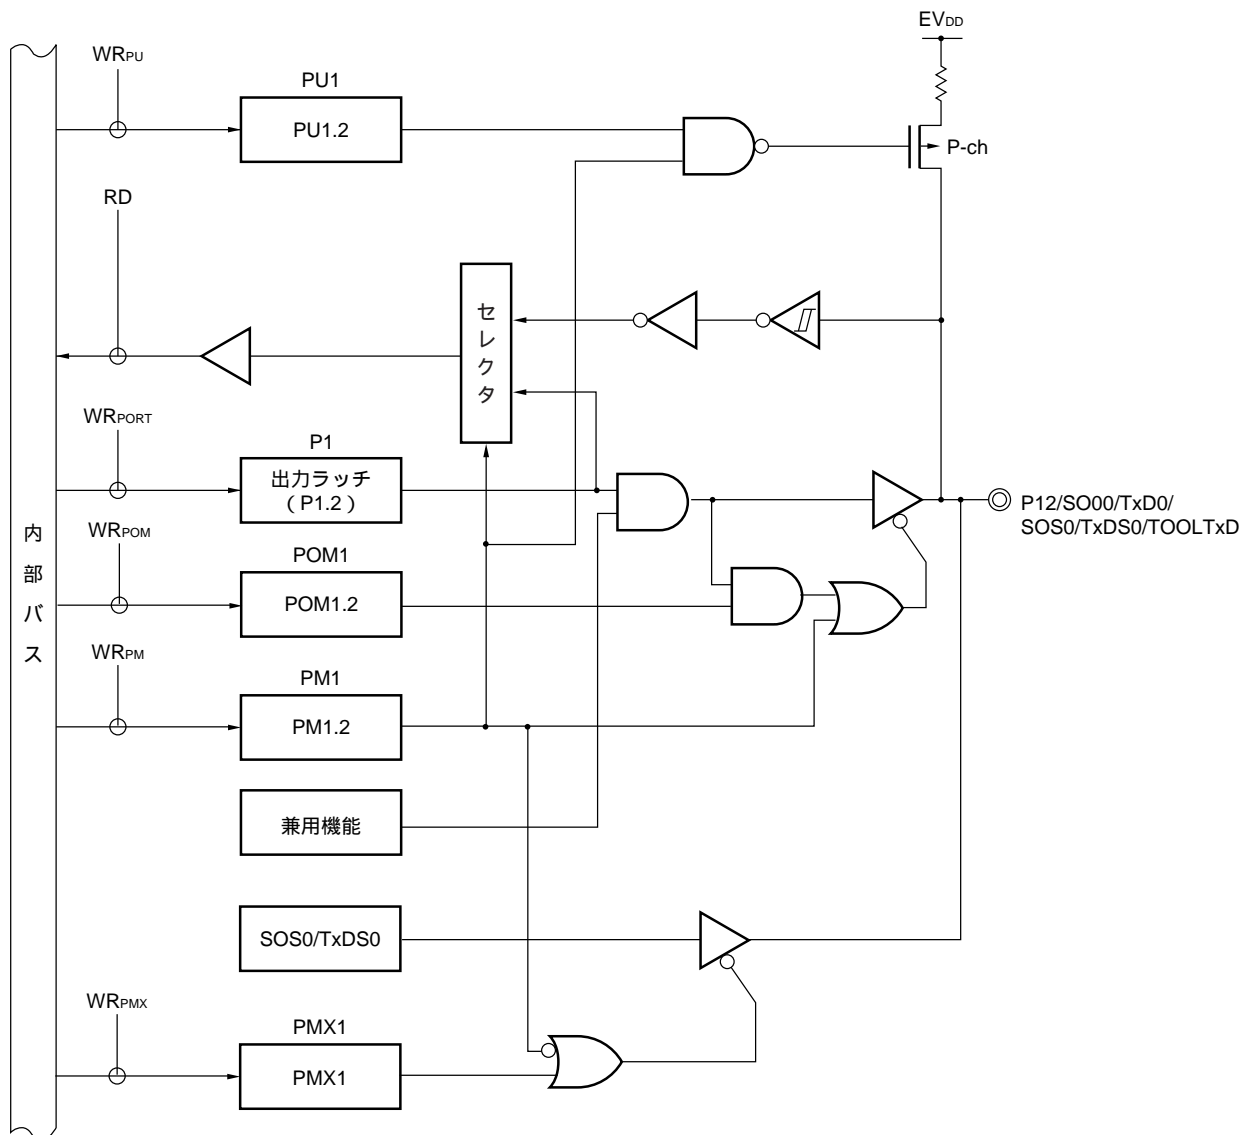 EVDD
WRPU
PU1
PU1.2
P-ch
RD
セレクタ
WRPORT
P1
出力ラッチ
(P1.2)
P12/SO00/TxD0/
SOS0/TxDS0/TOOLTxD
内部バス
WRPOM
POM1
POM1.2
WRPM
PM1
PM1.2
兼用機能
SOS0/TxDS0
WRPMX
PMX1
PMX1